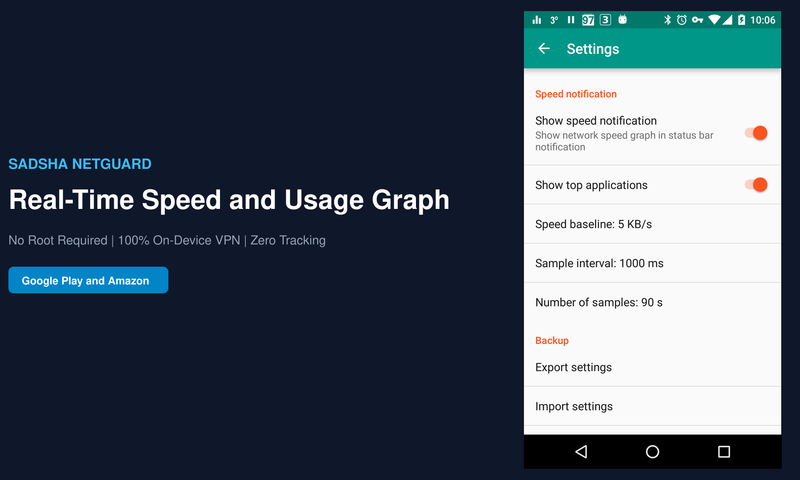 SADSHA NETGUARD
Real-Time Speed and Usage Graph
No Root Required | 100% On-Device VPN | Zero Tracking
Google Play and Amazon
3° 97 3 10:06
Settings
Speed notification
Show speed notification
Show network speed graph in status bar
notification
Show top applications
Speed baseline: 5 KB/s
Sample interval: 1000 ms
Number of samples: 90 s
Backup
Export settings
Import settings